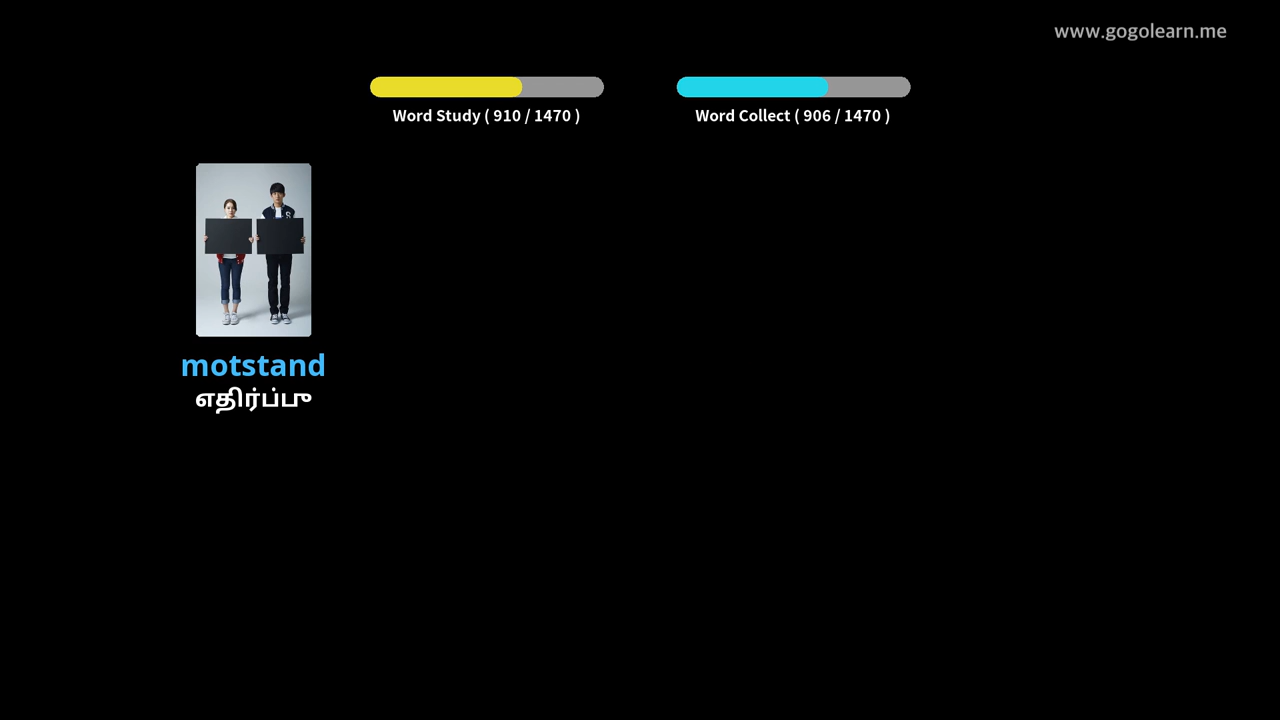 www.gogolearn.me
Word Study ( 910 / 1470 )
Word Collect ( 906 / 1470 )
motstand
எதிர்ப்பு